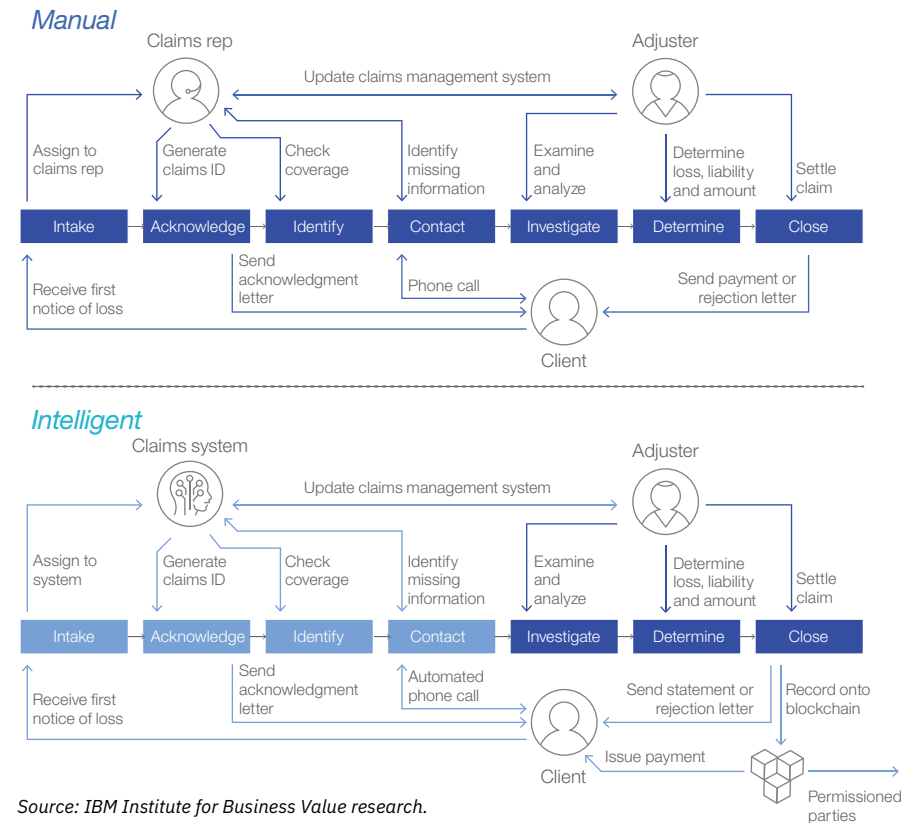 Manual
Claims rep
Adjuster
Update claims management system
Assign to
claims rep
Generate
claims ID
Check
coverage
Identify
missing
information
Examine
and
analyze
Determine
loss, liability
and amount
Settle
claim
Intake
Acknowledge
Identify
Contact
Investigate
Determine
Close
Receive first
notice of loss
Send
acknowledgment
letter
Phone call
Send payment or
rejection letter
Client
Intelligent
Claims system
Adjuster
Update claims management system
Assign to
system
Generate
claims ID
Check
coverage
Identify
missing
information
Examine
and
analyze
Determine
loss, liability
and amount
Settle
claim
Intake
Acknowledge
Identify
Contact
Investigate
Determine
Close
Receive first
notice of loss
Send
acknowledgment
letter
Automated
phone call
Send statement or
rejection letter
Record onto
blockchain
Client
Issue payment
Permissioned
parties
Source: IBM Institute for Business Value research.